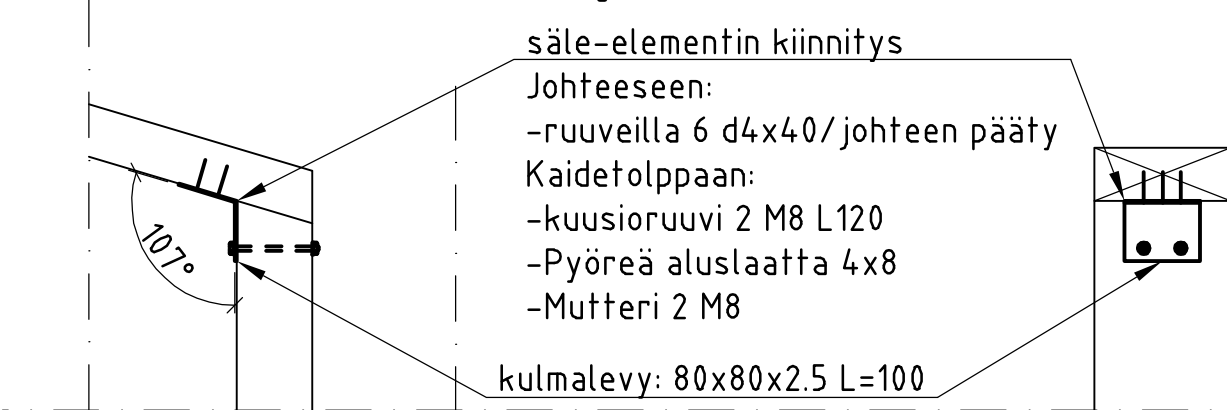 säle-elementin kiinnitys
Johteeseen:
-ruuveilla 6 d4x40/johteen pääty
Kaidetolppaan:
-kuusioruuvi 2 M8 L120
-Pyöreä aluslaatta 4x8
-Mutteri 2 M8
107°
kulmalevy: 80x80x2.5 L=100